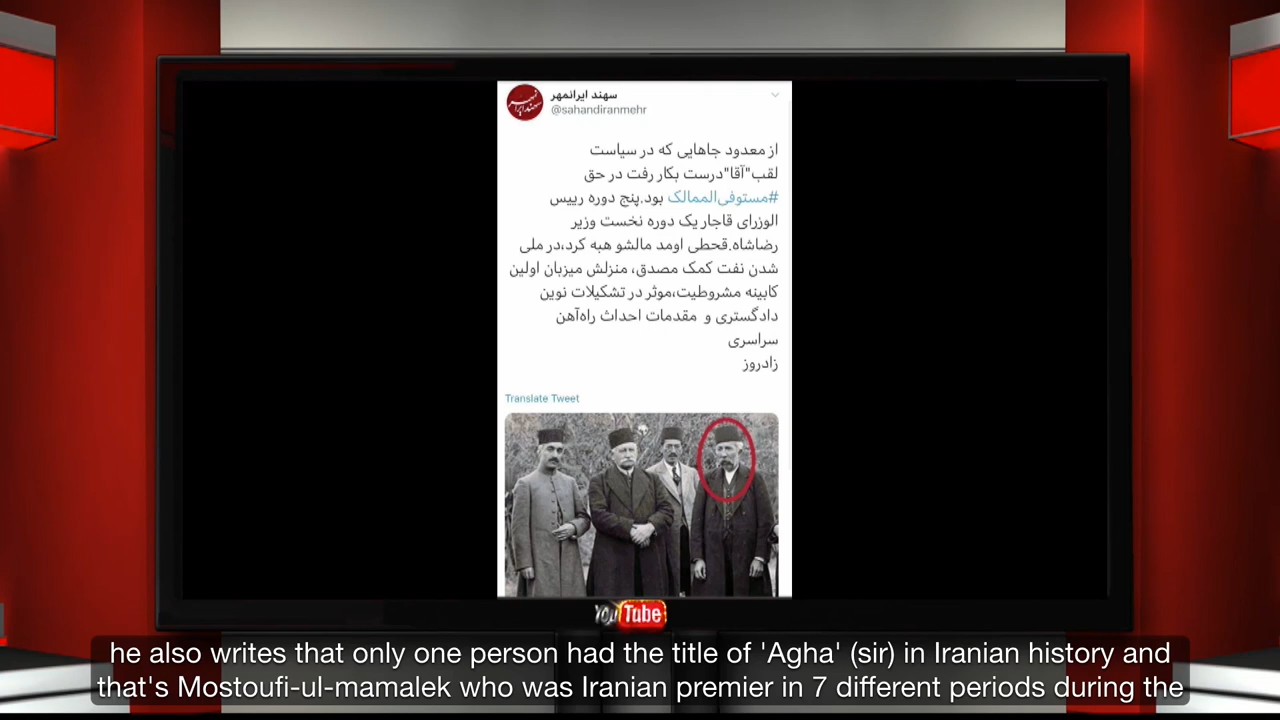 سهند ایرانمهر
@sahandiranmehr
از معدود جاهایی که در سیاست
لقب"آقا"درست بکار رفت در حق
#مستوفی‌الممالک بود.پنج دوره رییس
الوزرای قاجار یک دوره نخست وزیر
رضاشاه.قحطی اومد مالشو هبه کرد،در ملی
شدن نفت کمک مصدق، منزلش میزبان اولین
کابینه مشروطیت،موثر در تشکیلات نوین
دادگستری و مقدمات احداث راه‌آهن
سراسری
زادروز
Translate Tweet
YouTube
he also writes that only one person had the title of 'Agha' (sir) in Iranian history and
that's Mostoufi-ul-mamalek who was Iranian premier in 7 different periods during the